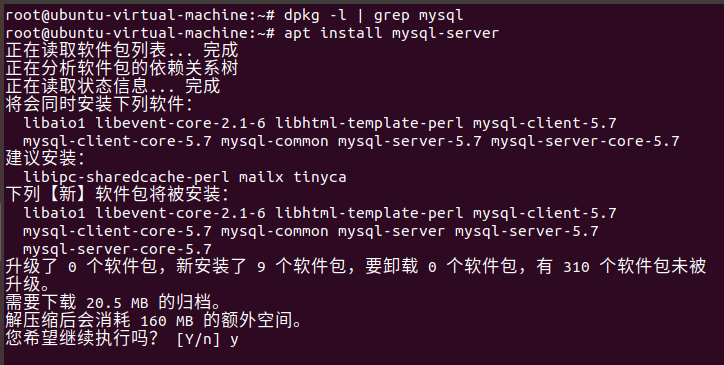 root@ubuntu-virtual-machine:~# dpkg -l | grep mysql
root@ubuntu-virtual-machine:~# apt install mysql-server
正在读取软件包列表... 完成
正在分析软件包的依赖关系树
正在读取状态信息... 完成
将会同时安装下列软件：
  libaio1 libevent-core-2.1-6 libhtml-template-perl mysql-client-5.7
  mysql-client-core-5.7 mysql-common mysql-server-5.7 mysql-server-core-5.7
建议安装：
  libipc-sharedcache-perl mailx tinyca
下列【新】软件包将被安装：
  libaio1 libevent-core-2.1-6 libhtml-template-perl mysql-client-5.7
  mysql-client-core-5.7 mysql-common mysql-server mysql-server-5.7
  mysql-server-core-5.7
升级了 0 个软件包，新安装了 9 个软件包，要卸载 0 个软件包，有 310 个软件包未被
升级。
需要下载 20.5 MB 的归档。
解压缩后会消耗 160 MB 的额外空间。
您希望继续执行吗？ [Y/n] y